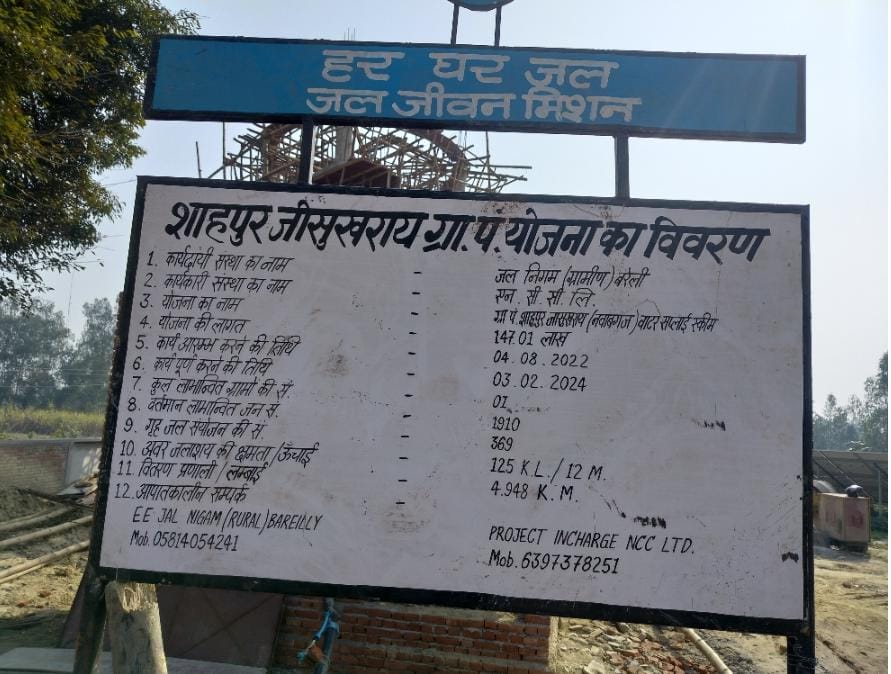 हर घर जल
जल जीवन मिशन
शाहपुर जीसुखराय ग्रा. पं. योजना का विवरण
1. कार्यदायी संस्था का नाम - जल निगम (ग्रामीण) बरेली
2. कार्यकारी संस्था का नाम - एन. सी. सी. लि.
3. योजना का नाम - ग्रा पं. शाहपुर जासुखराय (नवाबगंज) वाटर सप्लाई स्कीम
4. योजना की लागत - 147.01 लाख
5. कार्य आरम्भ करने की तिथि - 04.08.2022
6. कार्य पूर्ण करने की तिथि - 03.02.2024
7. कुल लाभान्वित ग्रामो की सं. - 01
8. वर्तमान लाभान्वित जन सं. - 1910
9. गृह जल संयोजन की सं. - 369
10. अवर जलाशय की क्षमता/ऊँचाई - 125 K.L./12 M.
11. वितरण प्रणाली/लम्बाई - 4.948 K.M.
12. आपातकालीन सम्पर्क -
EE JAL NIGAM (RURAL) BAREILLY
Mob. 05814054241
PROJECT INCHARGE NCC LTD.
Mob. 6397378251